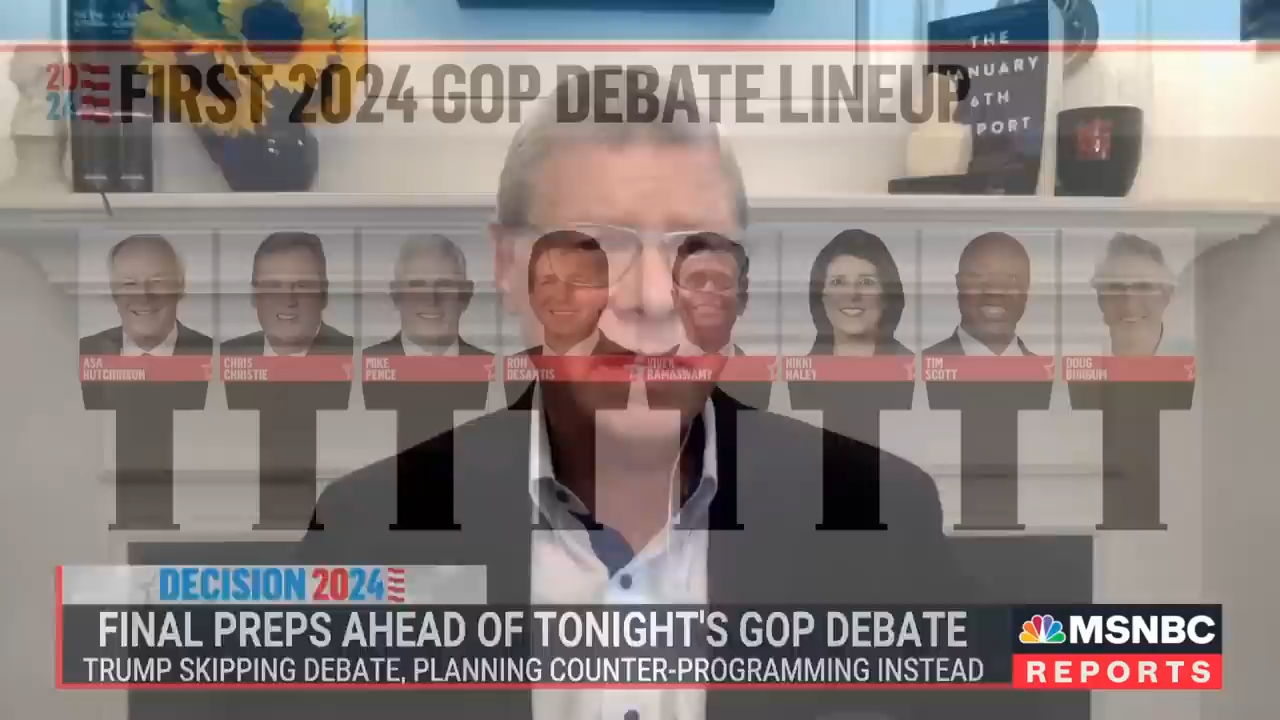 20
24
FIRST 2024 GOP DEBATE LINEUP
THE
JANUARY
6TH
REPORT
ASA
HUTCHINSON
CHRIS
CHRISTIE
MIKE
PENCE
RON
DESANTIS
VIVEK
RAMASWAMY
NIKKI
HALEY
TIM
SCOTT
DOUG
BURGUM
DECISION 2024
FINAL PREPS AHEAD OF TONIGHT'S GOP DEBATE
TRUMP SKIPPING DEBATE, PLANNING COUNTER-PROGRAMMING INSTEAD
MSNBC
REPORTS